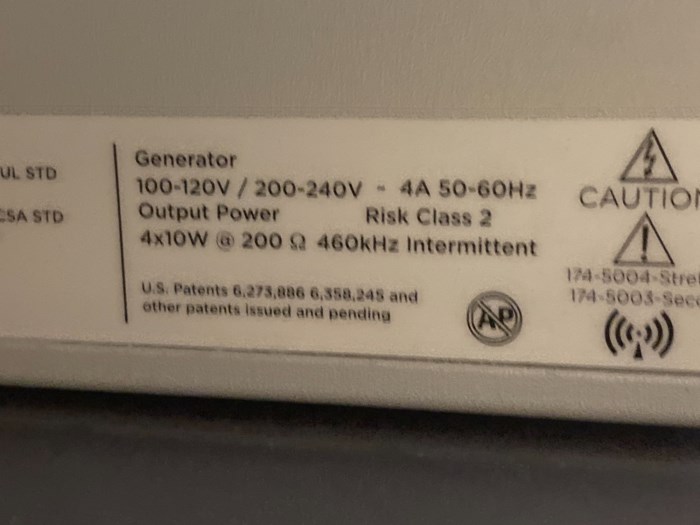 UL STD
CSA STD
Generator
100-120V / 200-240V ~ 4A 50-60Hz
Output Power Risk Class 2
4x10W @ 200 Ω 460kHz Intermittent
U.S. Patents 6,273,886 6,358,245 and
other patents issued and pending
AP
CAUTION
174-5004-Stret
174-5003-Seco